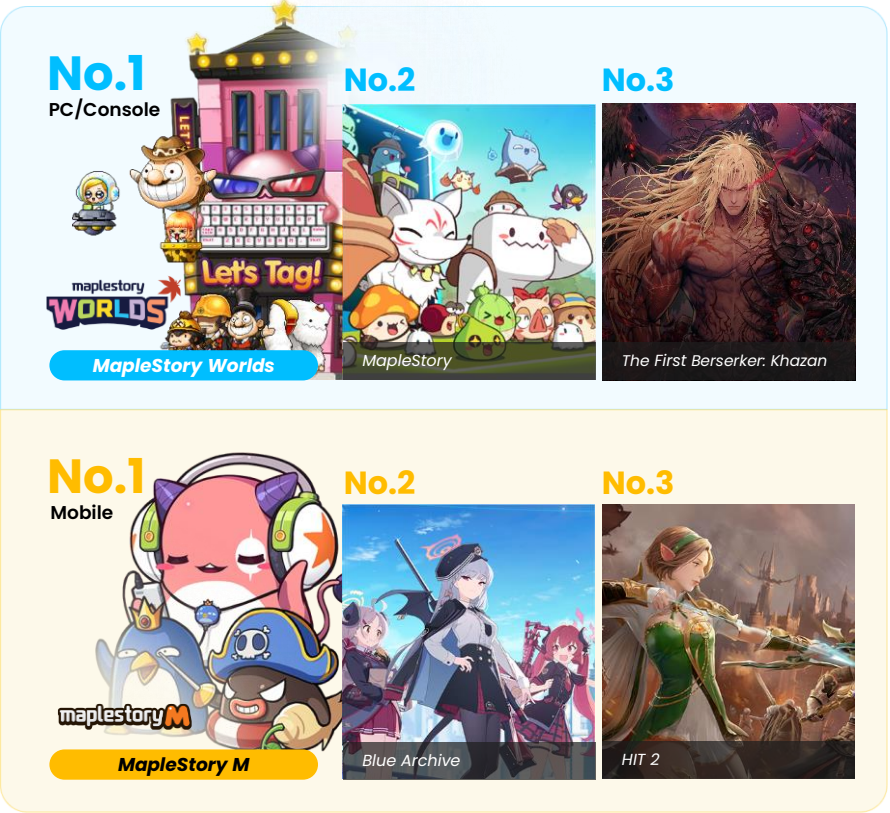 No.1
PC/Console
No.2
No.3
LET
Let's Tag!
maplestory
WORLDS
MapleStory Worlds
MapleStory
The First Berserker: Khazan
No.1
Mobile
No.2
No.3
maplestory M
MapleStory M
Blue Archive
HIT 2